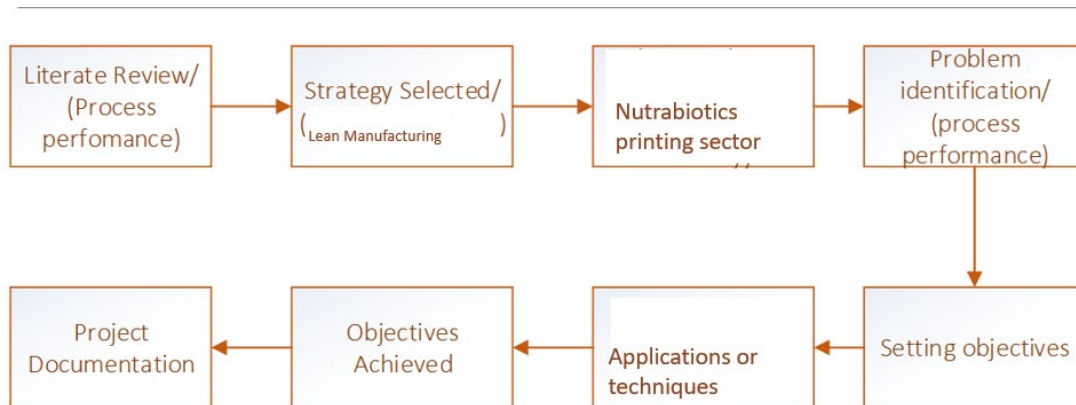 Literate Review/
(Process
perfomance)
Strategy Selected/
(Lean Manufacturing )
Nutrabiotics
printing sector
Problem
identification/
(process
performance)
Setting objectives
Applications or
techniques
Objectives
Achieved
Project
Documentation